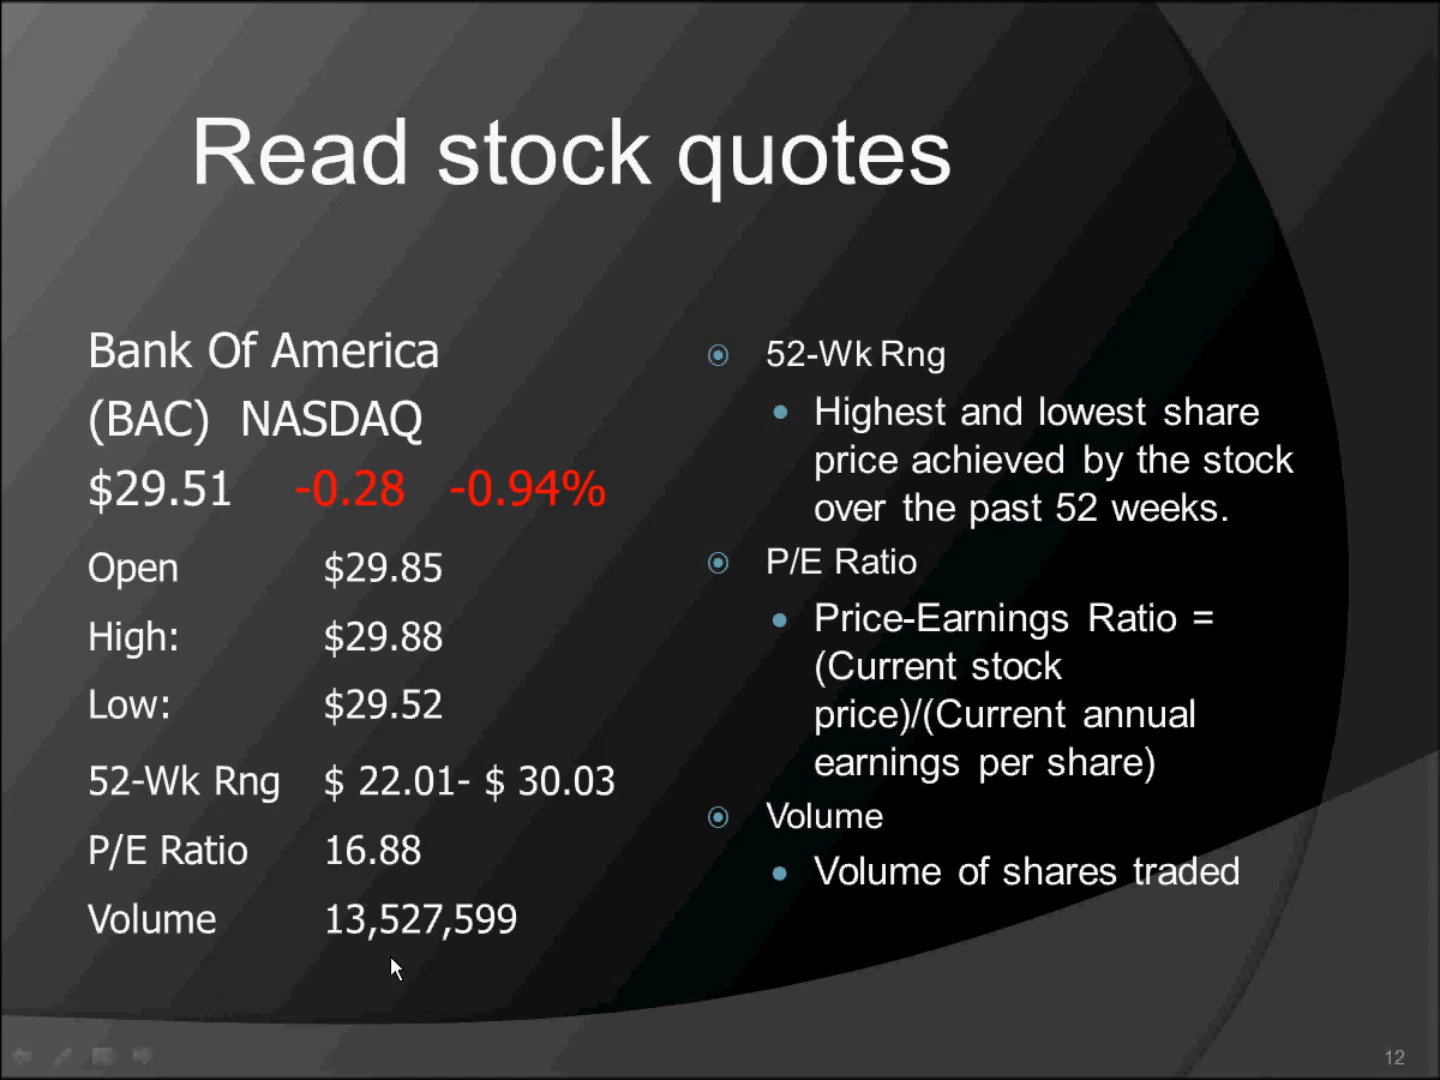 Read stock quotes
Bank Of America
(BAC) NASDAQ
$29.51 -0.28 -0.94%
Open $29.85
High: $29.88
Low: $29.52
52-Wk Rng $ 22.01- $ 30.03
P/E Ratio 16.88
Volume 13,527,599
52-Wk Rng
Highest and lowest share
price achieved by the stock
over the past 52 weeks.
P/E Ratio
Price-Earnings Ratio =
(Current stock
price)/(Current annual
earnings per share)
Volume
Volume of shares traded
12